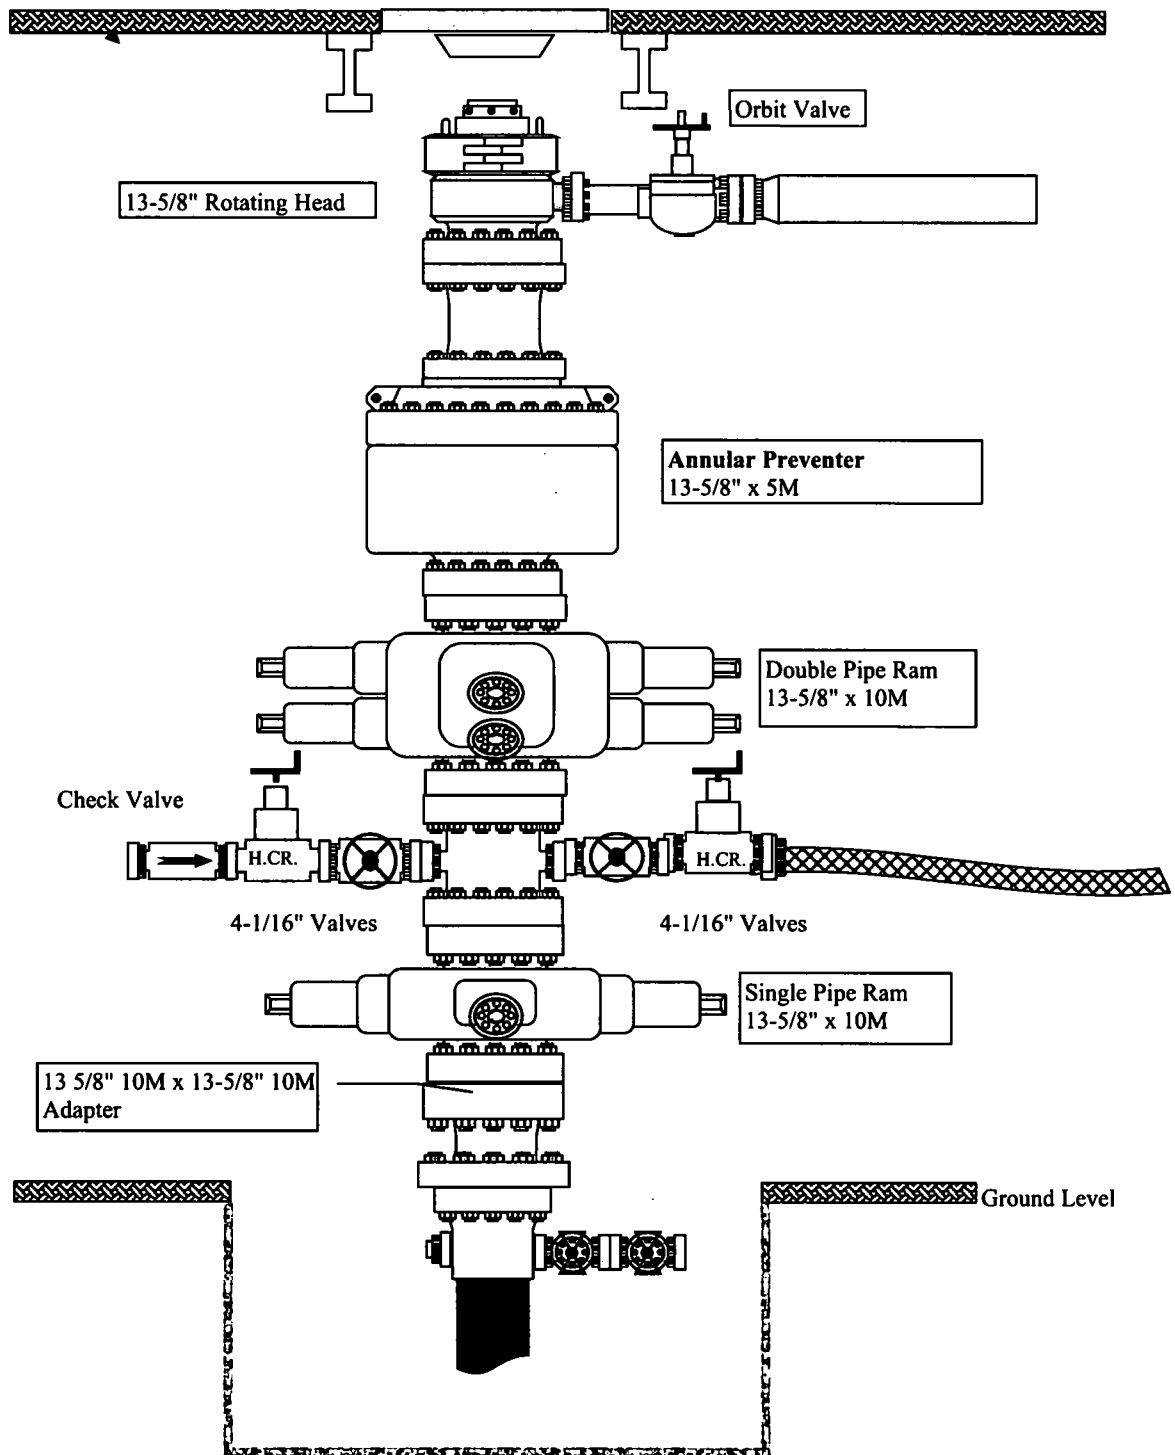 Orbit Valve
13-5/8" Rotating Head
Annular Preventer
13-5/8" x 5M
Double Pipe Ram
13-5/8" x 10M
Check Valve
H.CR.
H.CR.
4-1/16" Valves
4-1/16" Valves
Single Pipe Ram
13-5/8" x 10M
13 5/8" 10M x 13-5/8" 10M
Adapter
Ground Level